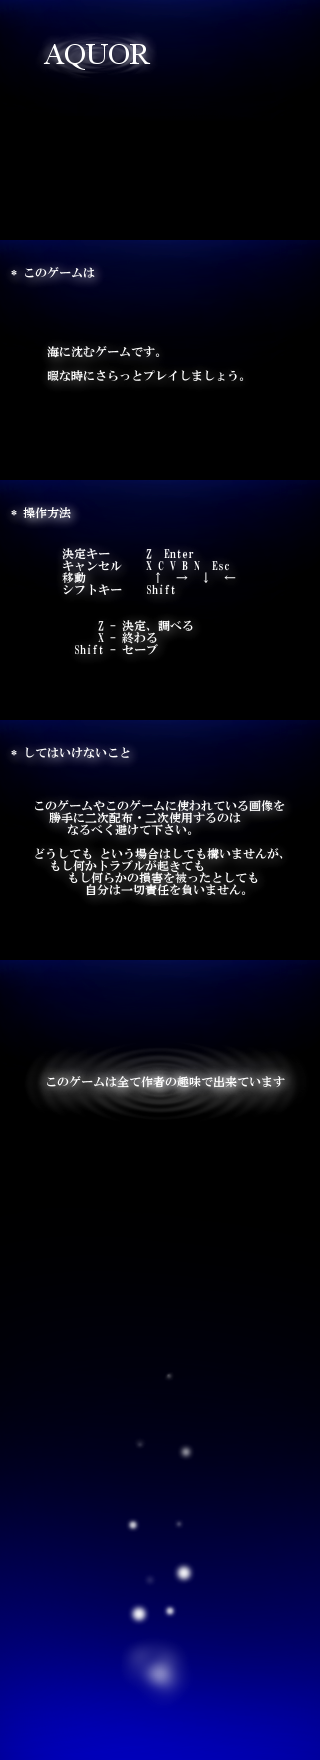 AQUOR
* このゲームは
海に沈むゲームです。
暇な時にさらっとプレイしましょう。
* 操作方法
決定キー Z Enter
キャンセル X C V B N Esc
移動 ↑ → ↓ ←
シフトキー Shift
Z - 決定、調べる
X - 終わる
Shift - セーブ
* してはいけないこと
このゲームやこのゲームに使われている画像を
勝手に二次配布・二次使用するのは
なるべく避けて下さい。
どうしても という場合はしても構いませんが、
もし何かトラブルが起きても
もし何らかの損害を被ったとしても
自分は一切責任を負いません。
このゲームは全て作者の趣味で出来ています